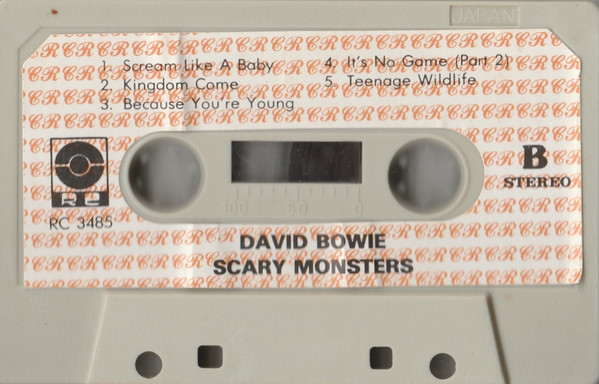 JAPAN
1. Scream Like A Baby
2. Kingdom Come
3. Because You're Young
4. It's No Game (Part 2)
5. Teenage Wildlife
RC 3485
B
STEREO
100 50 0
DAVID BOWIE
SCARY MONSTERS